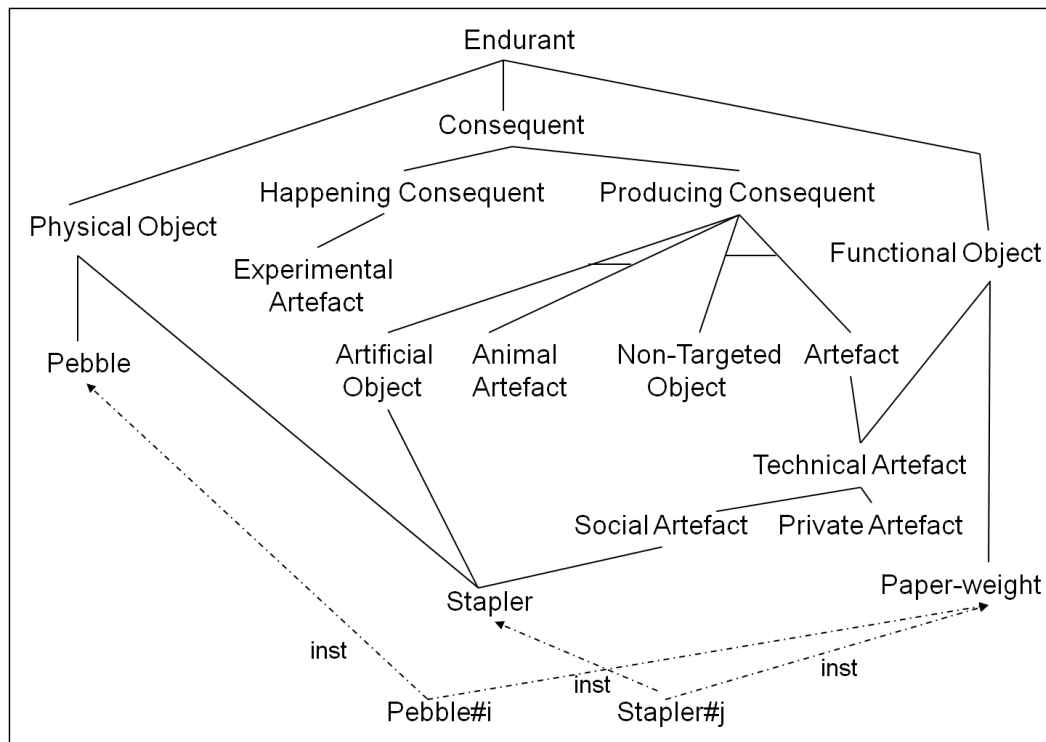 Endurant
Consequent
Happening Consequent
Producing Consequent
Physical Object
Functional Object
Experimental
Artefact
Pebble
Artificial
Object
Animal
Artefact
Non-Targeted
Object
Artefact
Technical Artefact
Social Artefact
Private Artefact
Stapler
Paper-weight
inst
inst
inst
Pebble#i
Stapler#j